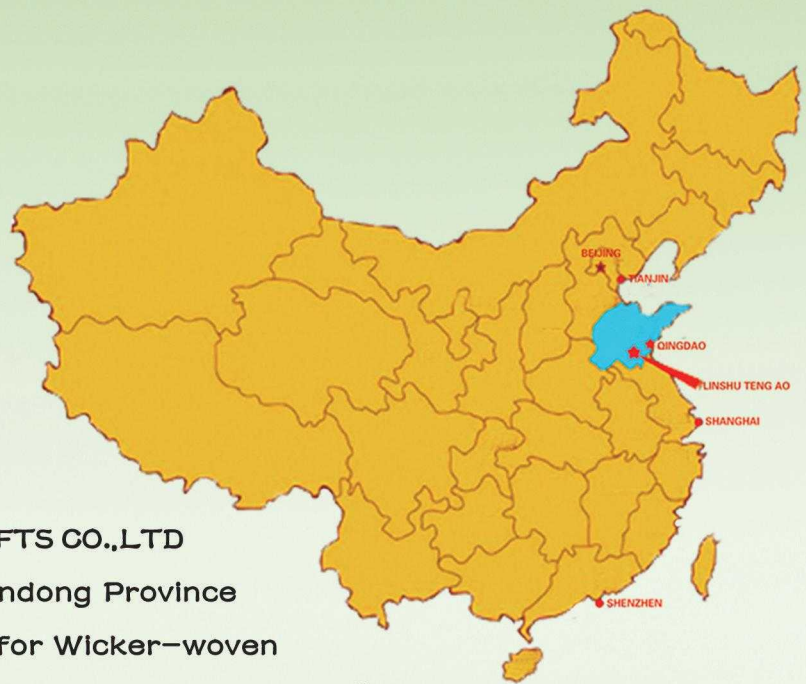 BEIJING
TIANJIN
QINGDAO
LINSHU TENG AO
SHANGHAI
FTS CO.,LTD
ndong Province
for Wicker-woven
SHENZHEN